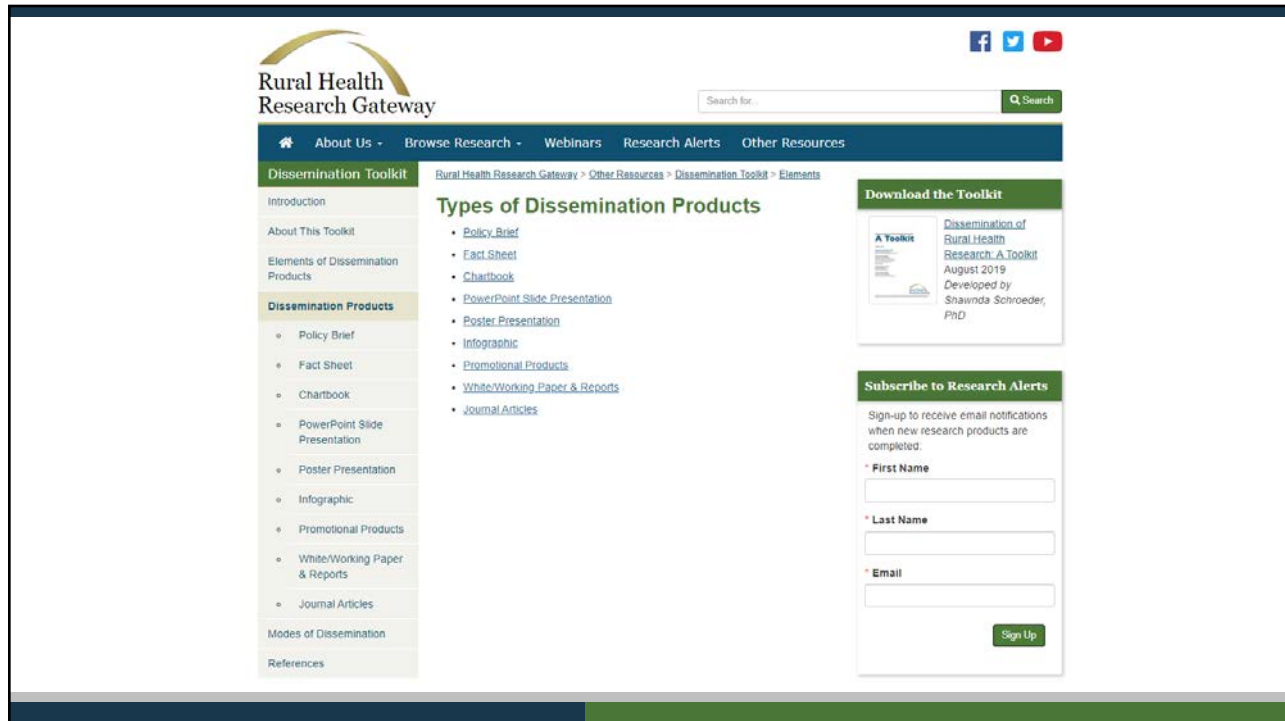 Rural Health
Research Gateway
Search for..
Search
About Us
Browse Research
Webinars
Research Alerts
Other Resources
Dissemination Toolkit
Introduction
About This Toolkit
Elements of Dissemination
Products
Dissemination Products
Policy Brief
Fact Sheet
Chartbook
PowerPoint Slide
Presentation
Poster Presentation
Infographic
Promotional Products
White/Working Paper
& Reports
Journal Articles
Modes of Dissemination
References
Rural Health Research Gateway > Other Resources > Dissemination Toolkit > Elements
Types of Dissemination Products
• Policy Brief
• Fact Sheet
• Chartbook
• PowerPoint Slide Presentation
• Poster Presentation
• Infographic
• Promotional Products
• White/Working Paper & Reports
• Journal Articles
Download the Toolkit
A Toolkit
Dissemination of
Rural Health
Research: A Toolkit
August 2019
Developed by
Shawnda Schroeder,
PhD
Subscribe to Research Alerts
Sign-up to receive email notifications
when new research products are
completed:
* First Name
* Last Name
* Email
Sign Up